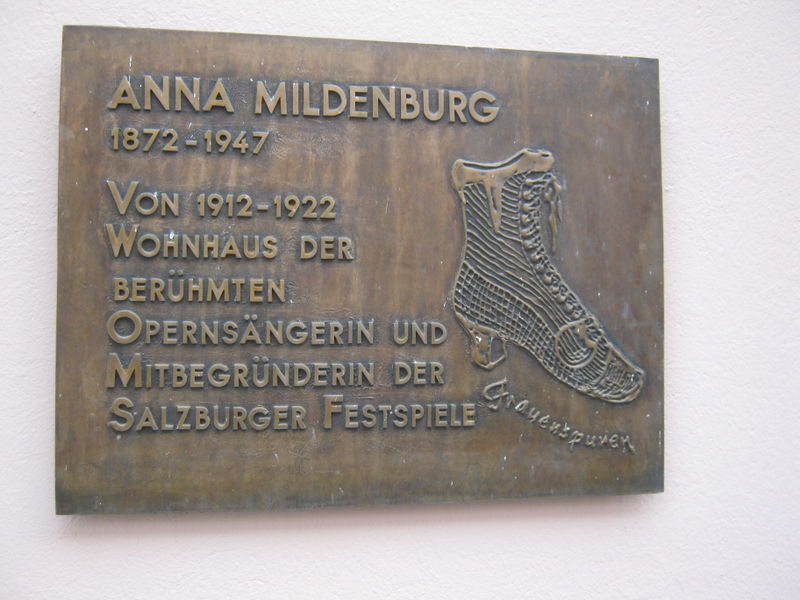 ANNA MILDENBURG
1872-1947
VON 1912-1922
WOHNHAUS DER
BERÜHMTEN
OPERNSÄNGERIN UND
MITBEGRÜNDERIN DER
SALZBURGER FESTSPIELE
Frauenspuren